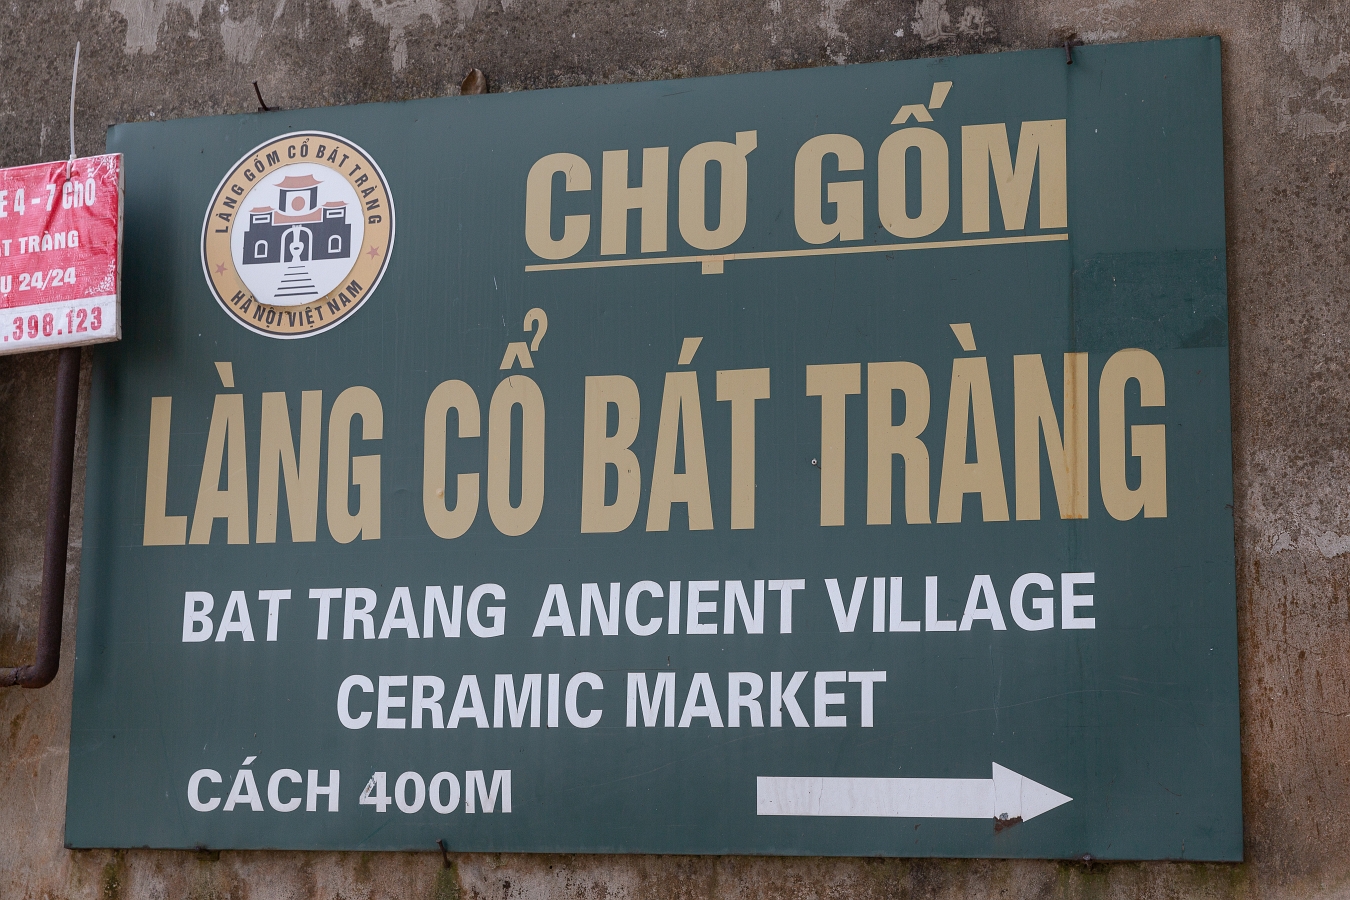 LÀNG GỐM CỔ BÁT TRÀNG
HÀ NỘI VIỆT NAM
CHỢ GỐM
LÀNG CỔ BÁT TRÀNG
BAT TRANG ANCIENT VILLAGE
CERAMIC MARKET
CÁCH 400M
4 - 7 CHỖ
TRÀNG
24/24
.398.123